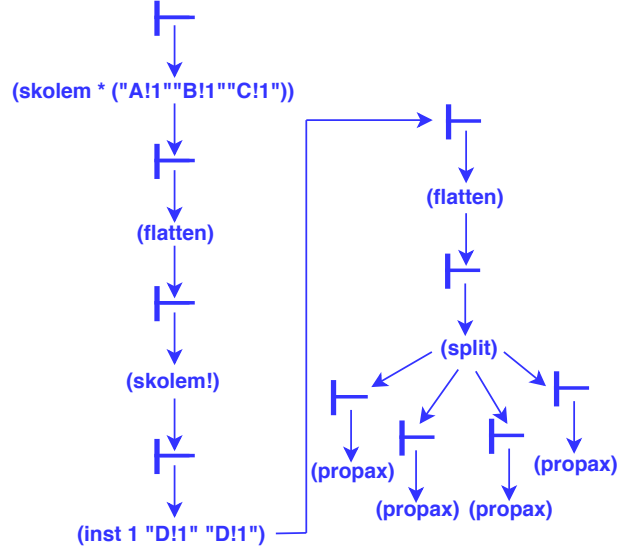 (skolem * ("A!1""B!1""C!1"))
(flatten)
(skolem!)
(inst 1 "D!1" "D!1")
(flatten)
(split)
(propax)
(propax)
(propax)
(propax)